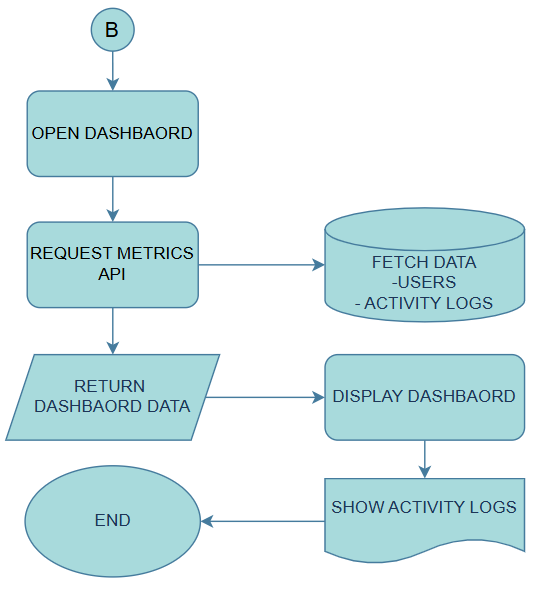 B
OPEN DASHBAORD
REQUEST METRICS
API
FETCH DATA
-USERS
- ACTIVITY LOGS
RETURN
DASHBAORD DATA
DISPLAY DASHBAORD
SHOW ACTIVITY LOGS
END